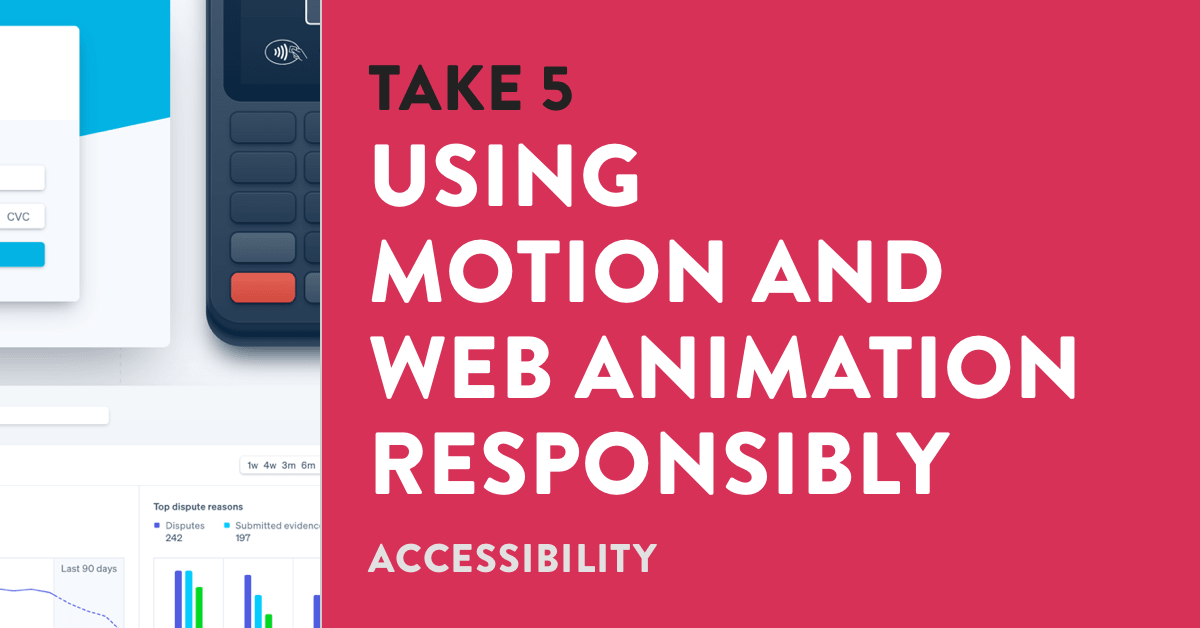 TAKE 5
USING
MOTION AND
WEB ANIMATION
RESPONSIBLY
ACCESSIBILITY
CVC
1w 4w 3m 6m
Top dispute reasons
Disputes Submitted evidence
242 197
Last 90 days